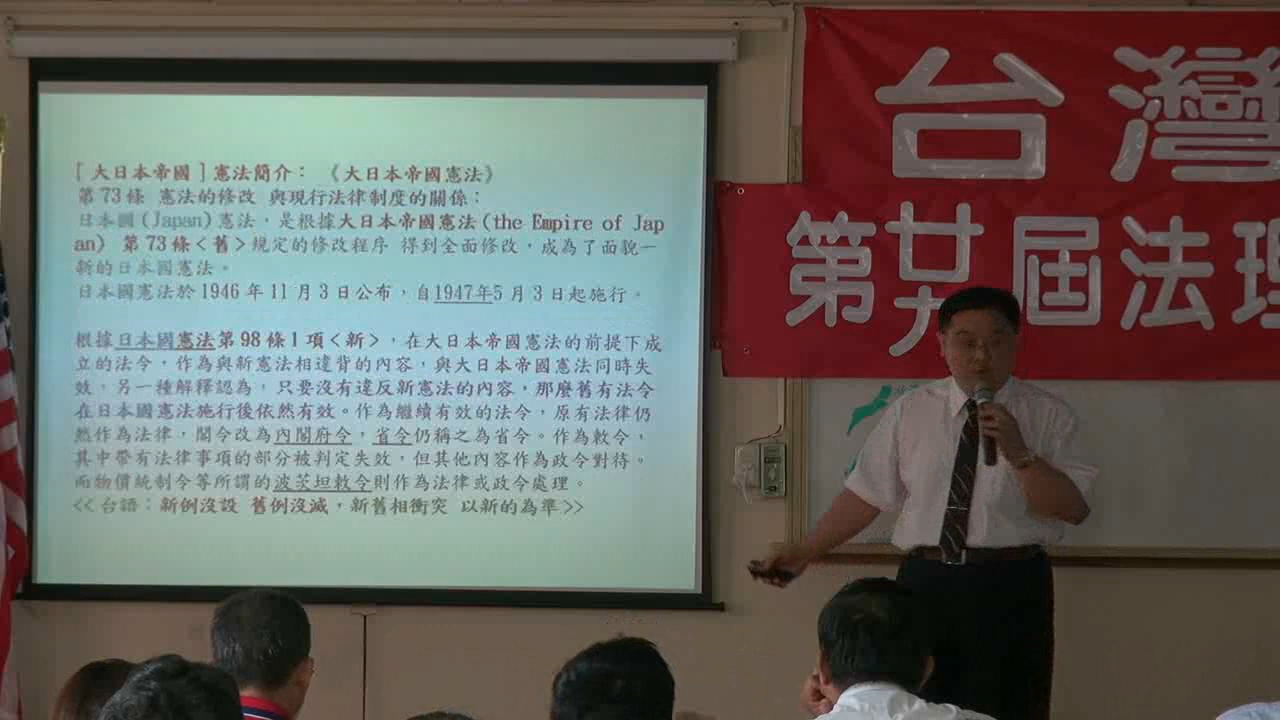 [ 大日本帝國 ] 憲法簡介： 《大日本帝國憲法》
第 73 條 憲法的修改 與現行法律制度的關係：
日本國 (Japan) 憲法，是根據大日本帝國憲法 (the Empire of Jap
an) 第 73 條＜舊＞規定的修改程序 得到全面修改，成為了面貌一
新的日本國憲法。
日本國憲法於 1946 年 11 月 3 日公布，自1947年5 月 3 日起施行。
根據日本國憲法第 98 條 1 項＜新＞，在大日本帝國憲法的前提下成
立的法令，作為與新憲法相違背的內容，與大日本帝國憲法同時失
效，另一種解釋認為，只要沒有違反新憲法的內容，那麼舊有法令
在日本國憲法施行後依然有效。作為繼續有效的法令，原有法律仍
然作為法律，閣令改為內閣府令，省令仍稱之為省令。作為敕令，
其中帶有法律事項的部分被判定失效，但其他內容作為政令對待。
而物價統制令等所謂的波茨坦敕令則作為法律或政令處理。
<<台語：新例沒設 舊例沒滅，新舊相衝突 以新的為準>>
台灣
第廿九屆法理